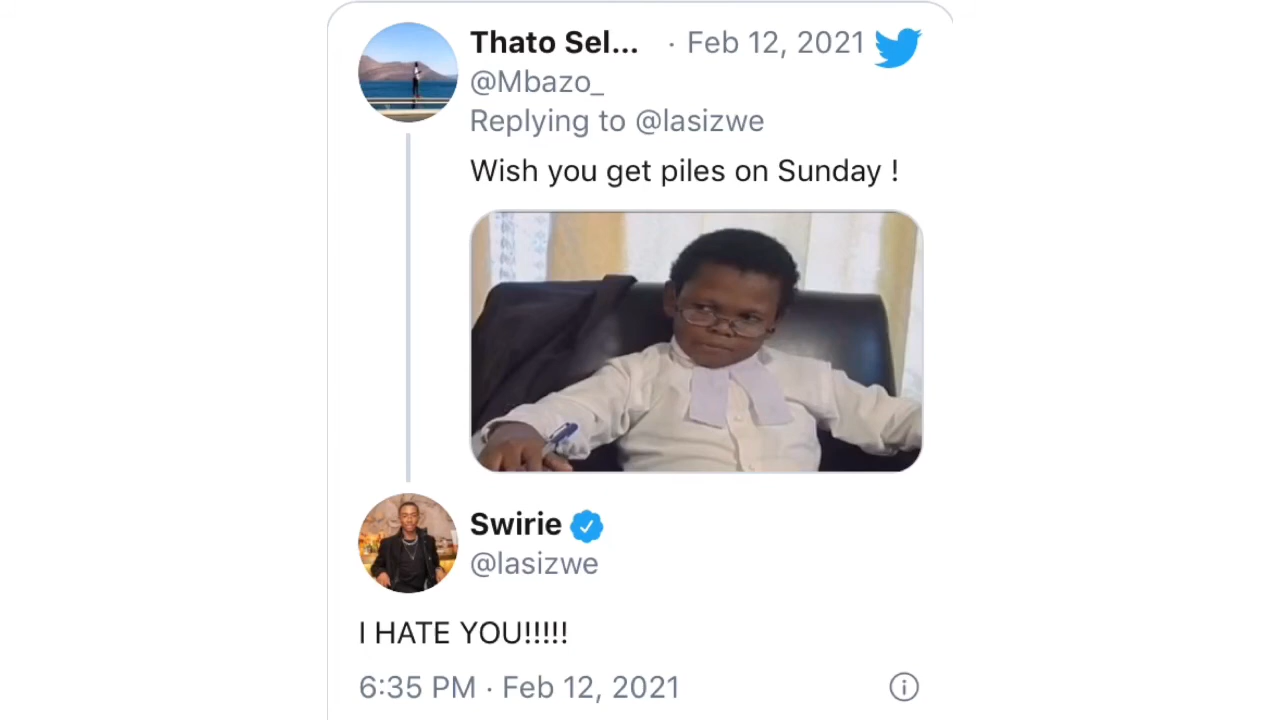 Thato Sel... · Feb 12, 2021
@Mbazo_
Replying to @lasizwe
Wish you get piles on Sunday !
Swirie
@lasizwe
I HATE YOU!!!!!
6:35 PM · Feb 12, 2021